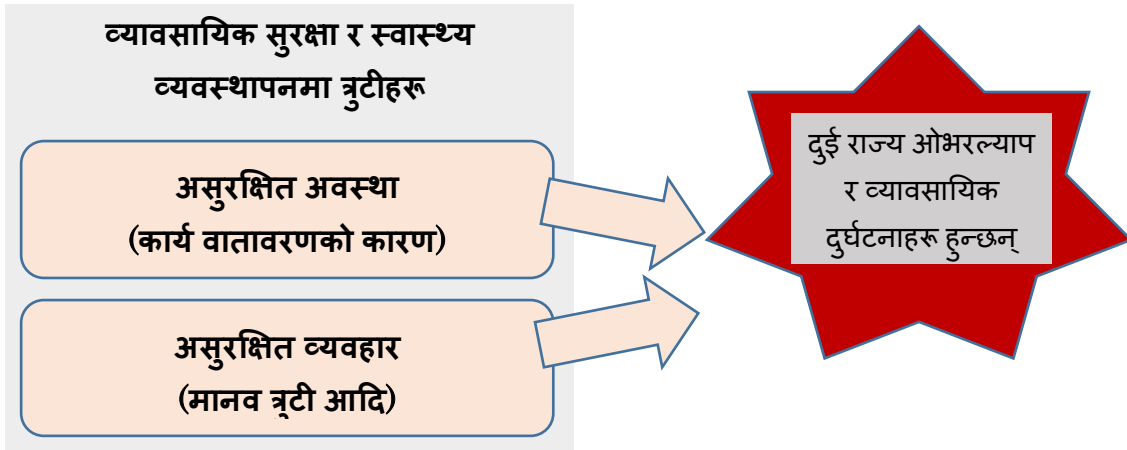 व्यावसायिक सुरक्षा र स्वास्थ्य
व्यवस्थापनमा त्रुटीहरू
असुरक्षित अवस्था
(कार्य वातावरणको कारण)
असुरक्षित व्यवहार
(मानव त्रुटी आदि)
दुई राज्य ओभरल्याप
र व्यावसायिक
दुर्घटनाहरू हुन्छन्